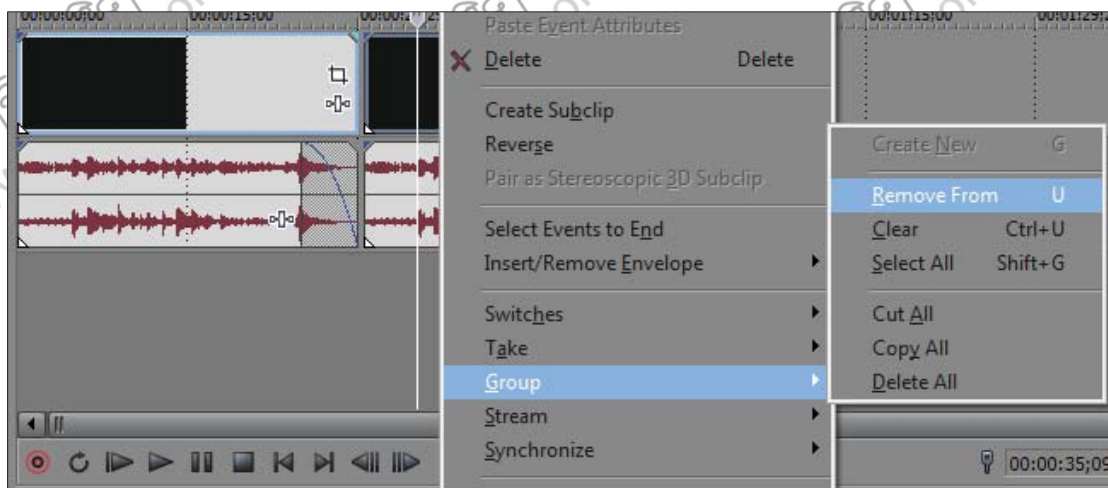 00:00:00;00
00:00:15;00
00:01:15;00
Paste Event Attributes
Delete Delete
Create Subclip
Reverse
Pair as Stereoscopic 3D Subclip
Select Events to End
Insert/Remove Envelope
Switches
Take
Group
Stream
Synchronize
Create New G
Remove From U
Clear Ctrl+U
Select All Shift+G
Cut All
Copy All
Delete All
00:00:35;09